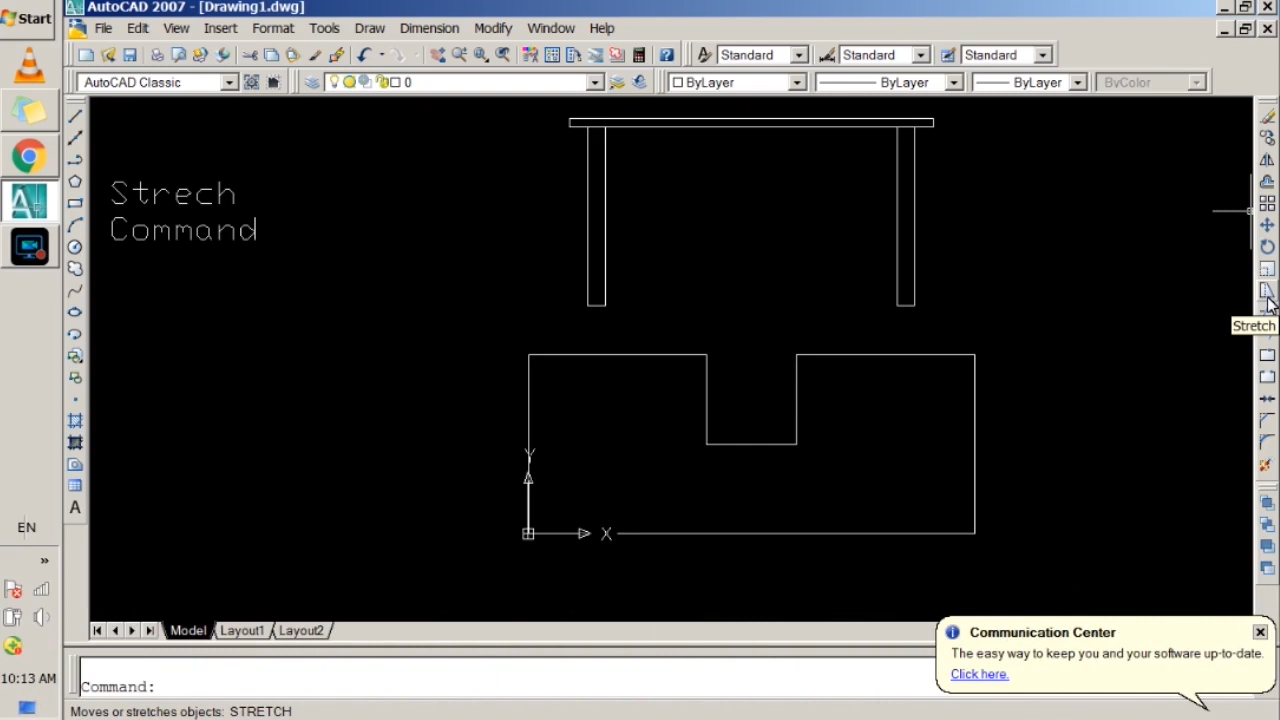 Start
AutoCAD 2007 - [Drawing1.dwg]
File Edit View Insert Format Tools Draw Dimension Modify Window Help
Standard Standard Standard
AutoCAD Classic 0 ByLayer ByLayer ByLayer ByColor
Strech
Command
Stretch
Y
X
A
EN
»
10:13 AM
Model Layout1 Layout2
Communication Center
The easy way to keep you and your software up-to-date.
Click here.
Command:
Moves or stretches objects: STRETCH